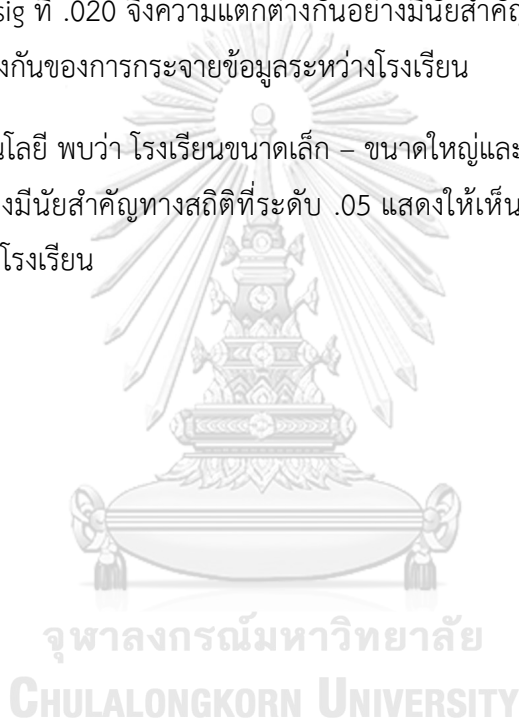 sig ที่ .020 จึงความแตกต่างกันอย่างมีนัยสำคัญ
งกันของการกระจายข้อมูลระหว่างโรงเรียน
นโลยี พบว่า โรงเรียนขนาดเล็ก – ขนาดใหญ่และ
งมีนัยสำคัญทางสถิติที่ระดับ .05 แสดงให้เห็น
โรงเรียน
จุฬาลงกรณ์มหาวิทยาลัย
CHULALONGKORN UNIVERSITY